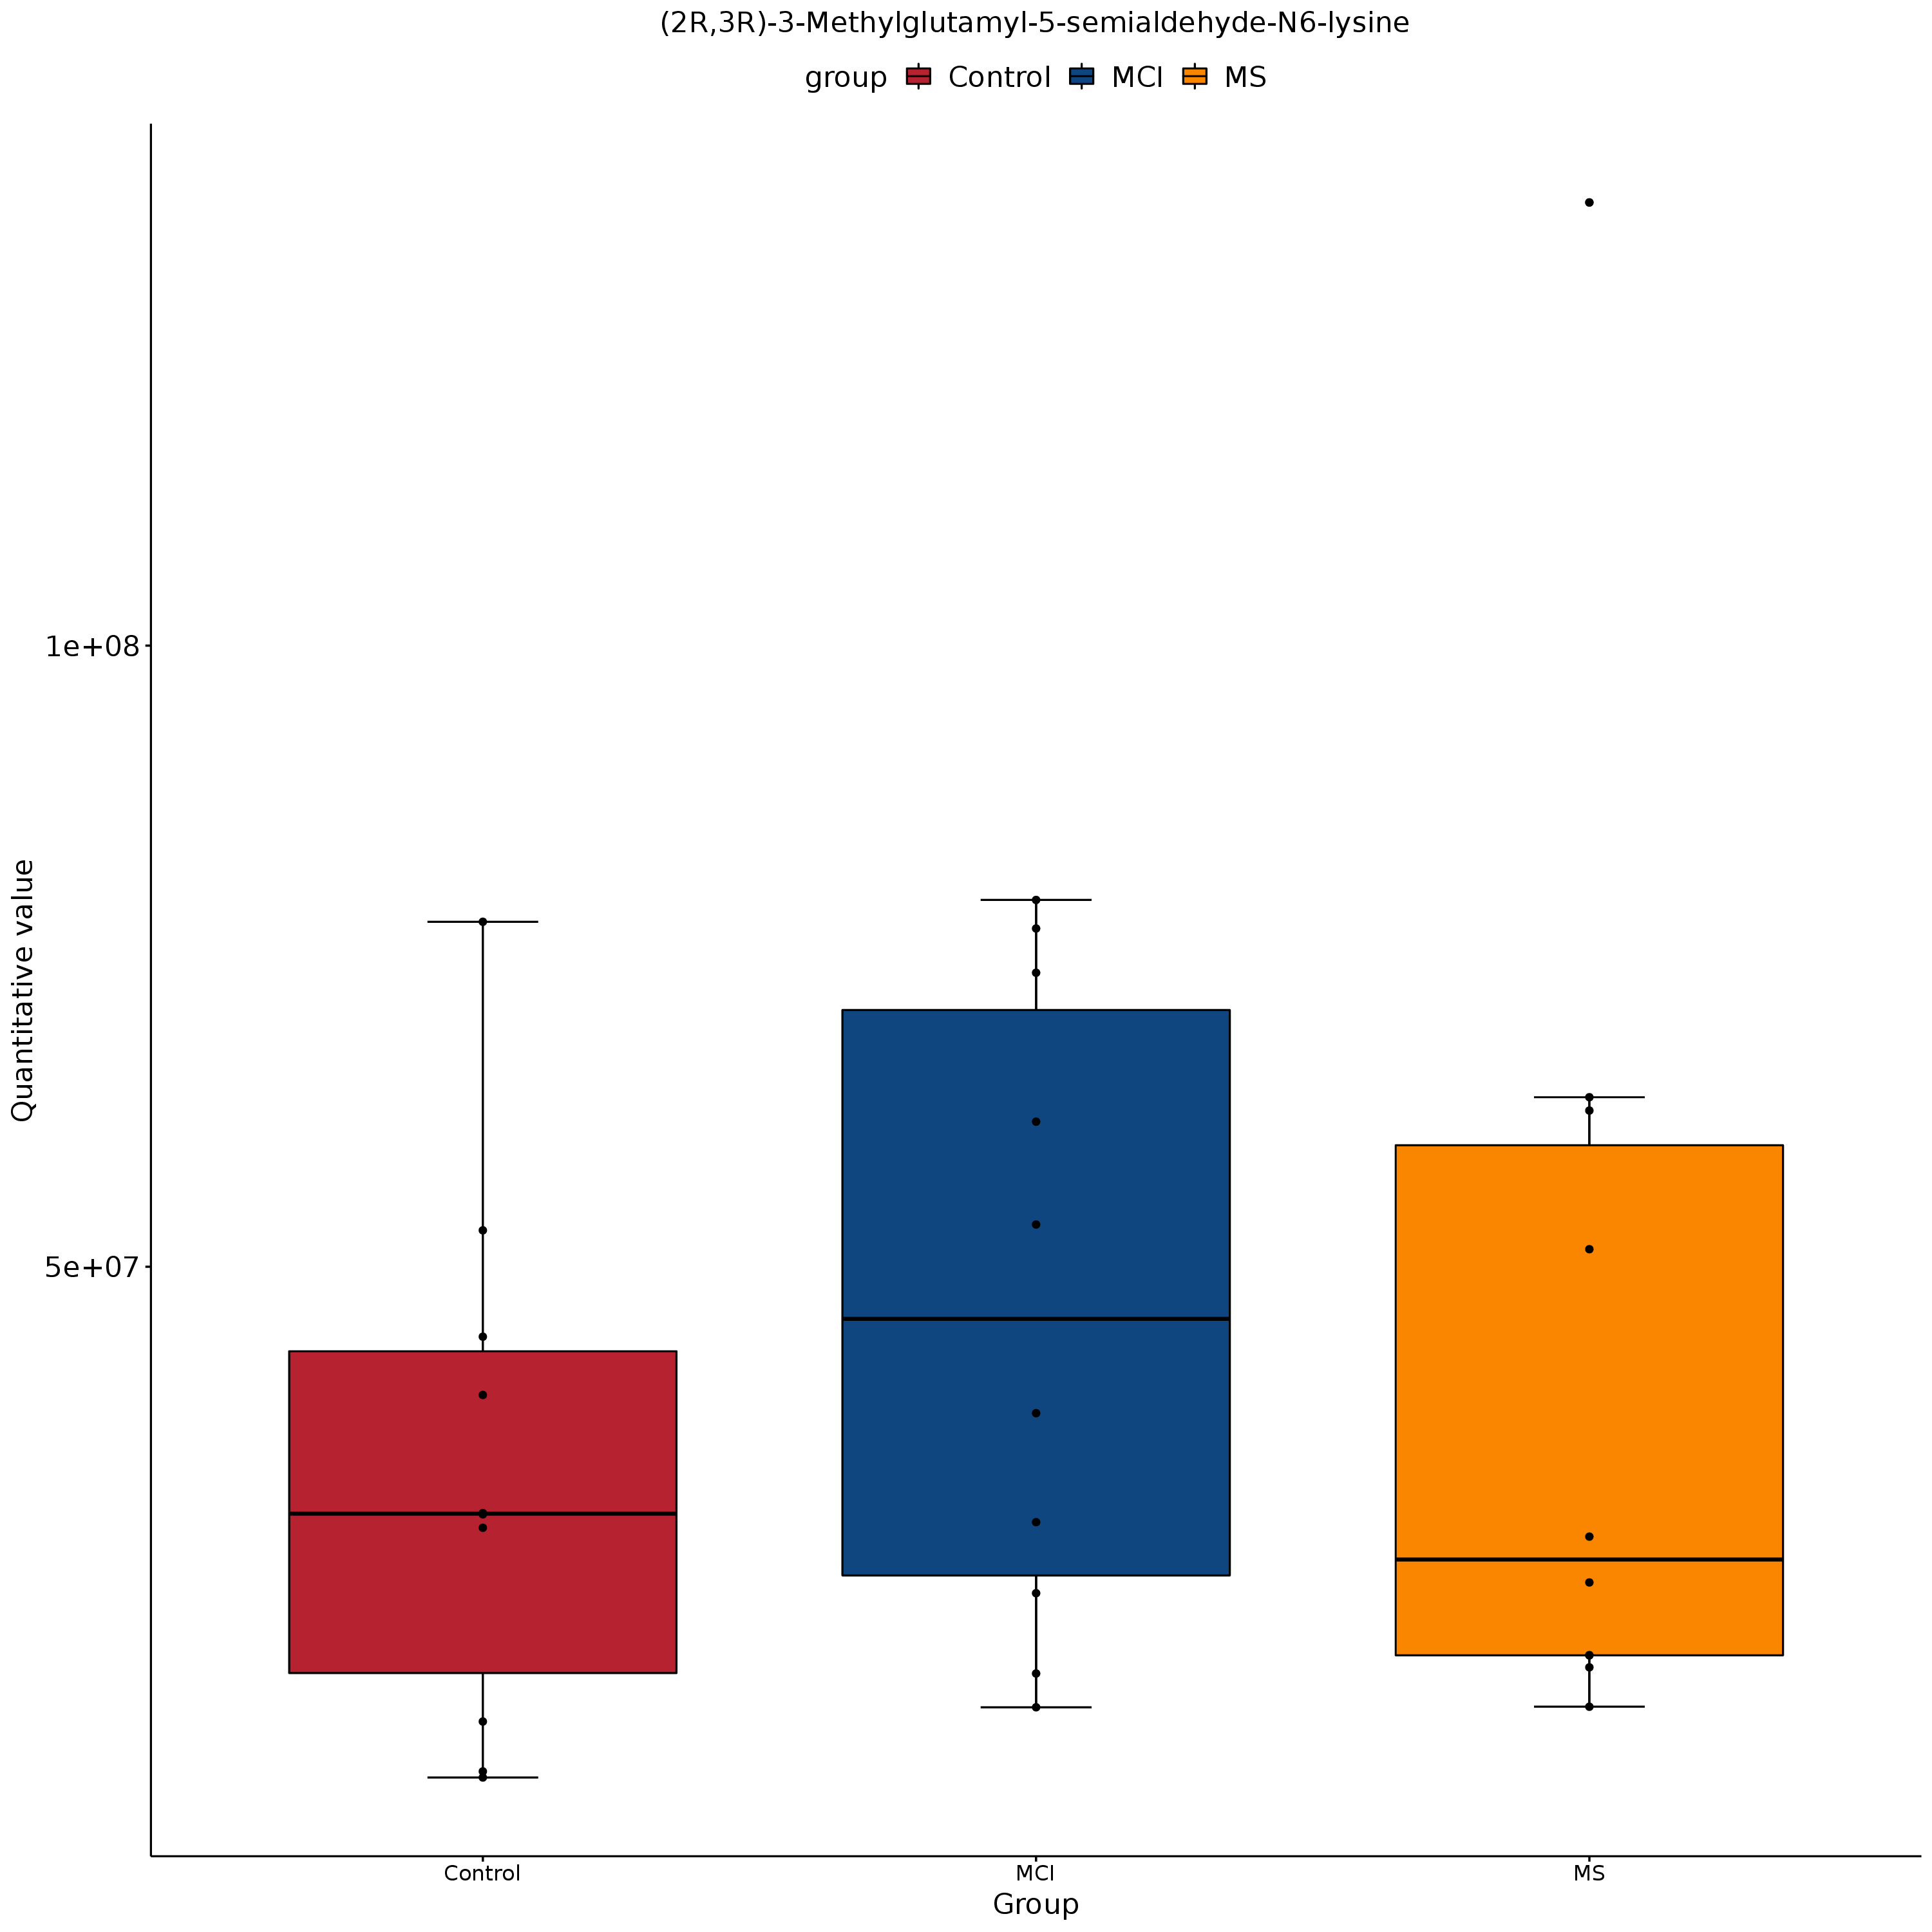 (2R,3R)-3-Methylglutamyl-5-semialdehyde-N6-lysine
group Control MCI MS
Quantitative value
1e+08
5e+07
Control MCI MS
Group